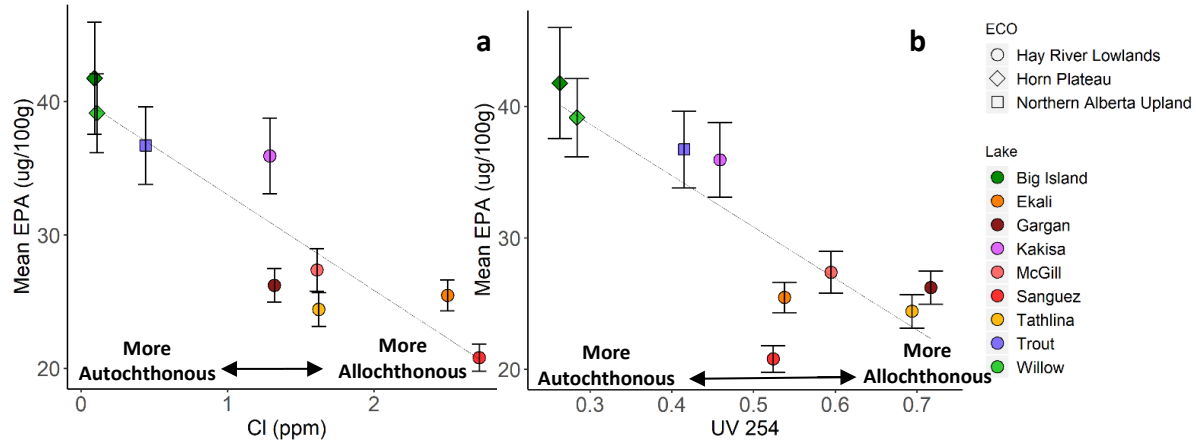 a
Mean EPA (ug/100g)
40
30
20
More
Autochthonous
More
Allochthonous
0
1
2
Cl (ppm)
b
Mean EPA (ug/100g)
40
30
20
More
Autochthonous
More
Allochthonous
0.3
0.4
0.5
0.6
0.7
UV 254
ECO
Hay River Lowlands
Horn Plateau
Northern Alberta Upland
Lake
Big Island
Ekali
Gargan
Kakisa
McGill
Sanguez
Tathlina
Trout
Willow